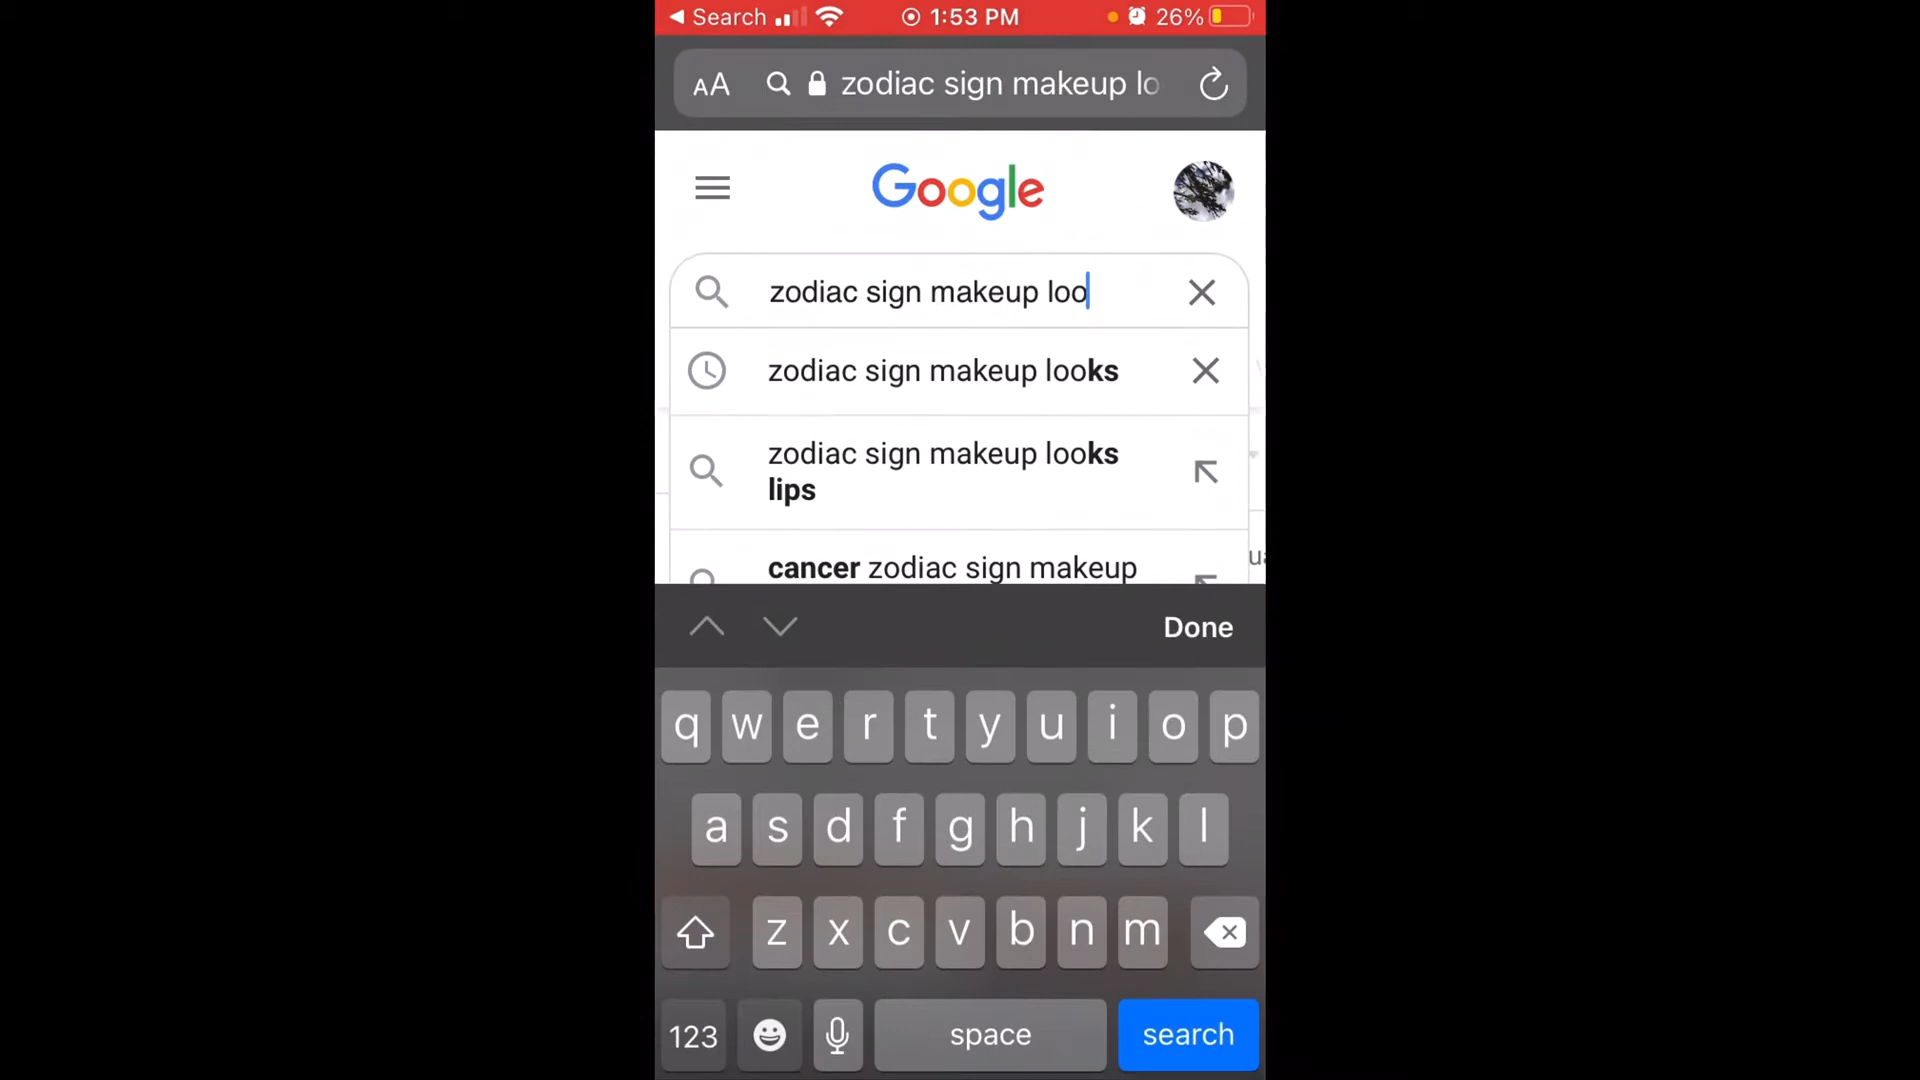 Search 1:53 PM 26%
AA zodiac sign makeup lo
Google
zodiac sign makeup loo
zodiac sign makeup looks
zodiac sign makeup looks
lips
cancer zodiac sign makeup
Done
q w e r t y u i o p
a s d f g h j k l
z x c v b n m
123 space search